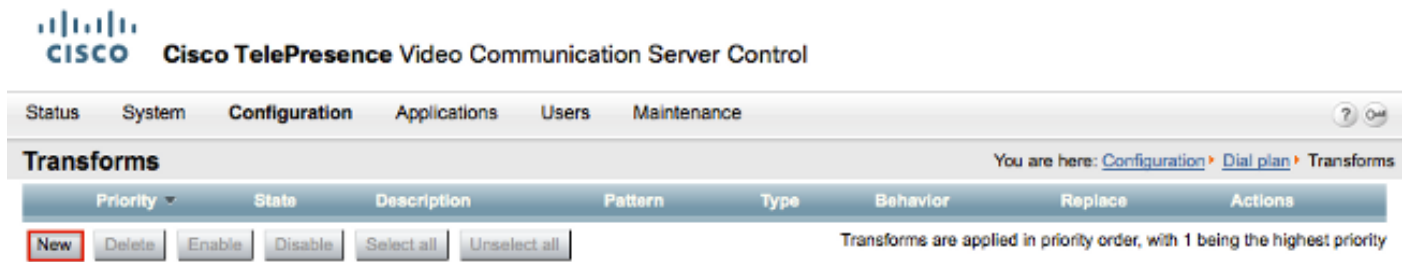 CISCO Cisco TelePresence Video Communication Server Control
Status System Configuration Applications Users Maintenance ?
Transforms You are here: Configuration Dial plan Transforms
Priority State Description Pattern Type Behavior Replace Actions
New Delete Enable Disable Select all Unselect all Transforms are applied in priority order, with 1 being the highest priority